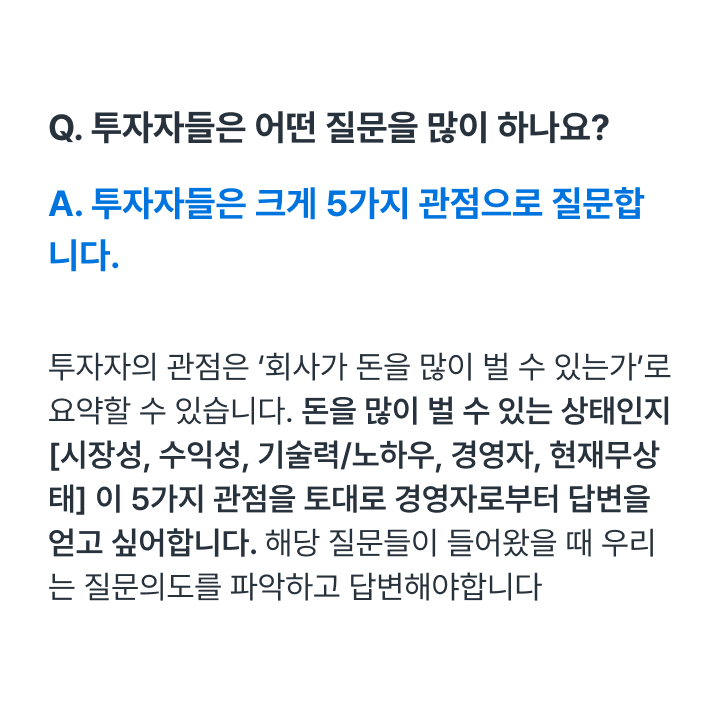 Q. 투자자들은 어떤 질문을 많이 하나요?
A. 투자자들은 크게 5가지 관점으로 질문합
니다.
투자자의 관점은 ‘회사가 돈을 많이 벌 수 있는가’로
요약할 수 있습니다. 돈을 많이 벌 수 있는 상태인지
[시장성, 수익성, 기술력/노하우, 경영자, 현재무상
태] 이 5가지 관점을 토대로 경영자로부터 답변을
얻고 싶어합니다. 해당 질문들이 들어왔을 때 우리
는 질문의도를 파악하고 답변해야합니다